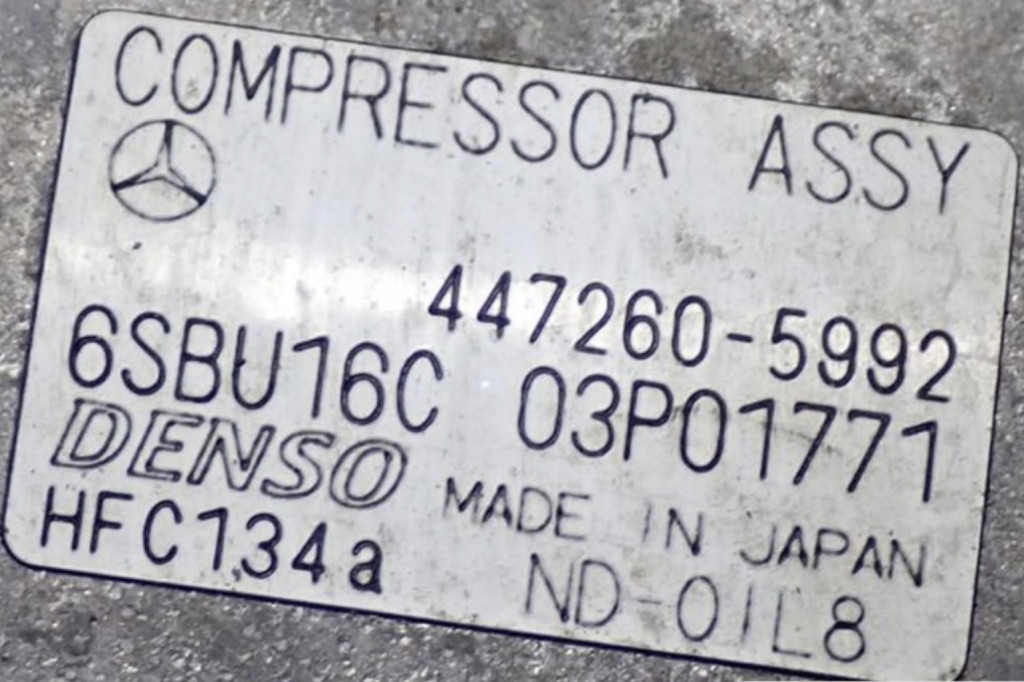 COMPRESSOR ASSY
447260-5992
6SBU16C 03P01771
DENSO MADE IN JAPAN
HFC134a ND-OIL8